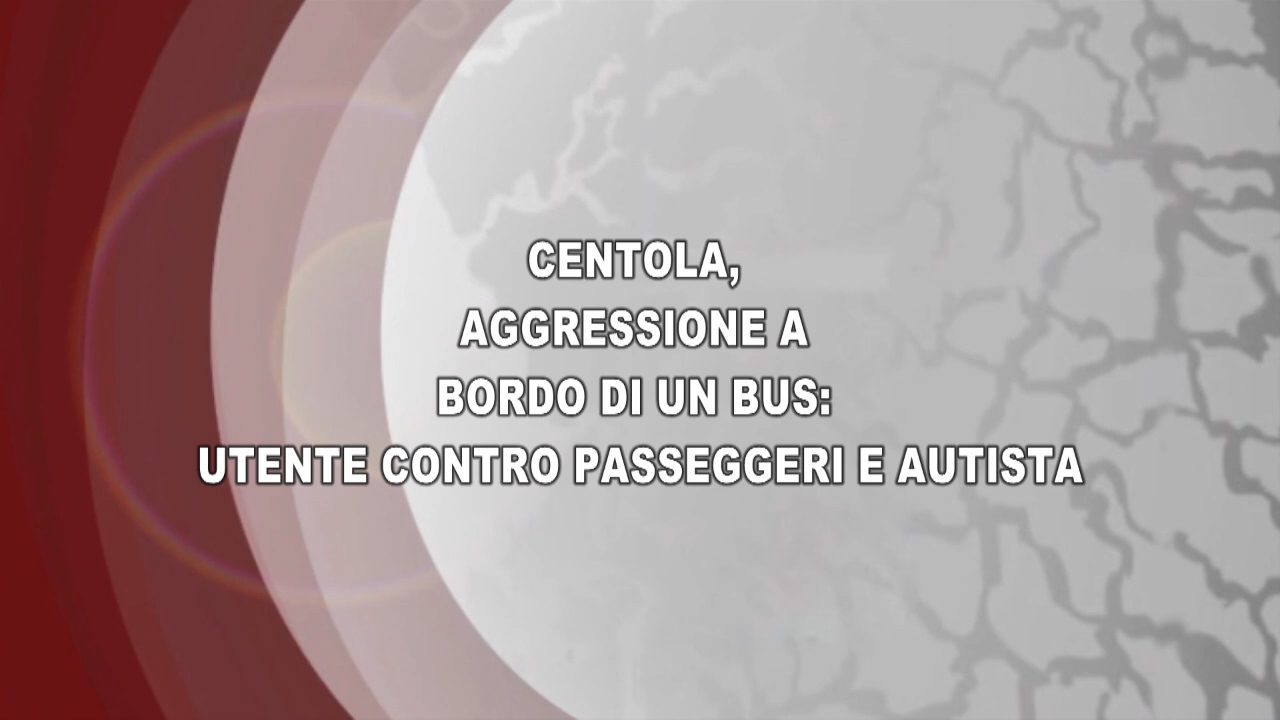 CENTOLA,
AGGRESSIONE A
BORDO DI UN BUS:
UTENTE CONTRO PASSEGGERI E AUTISTA